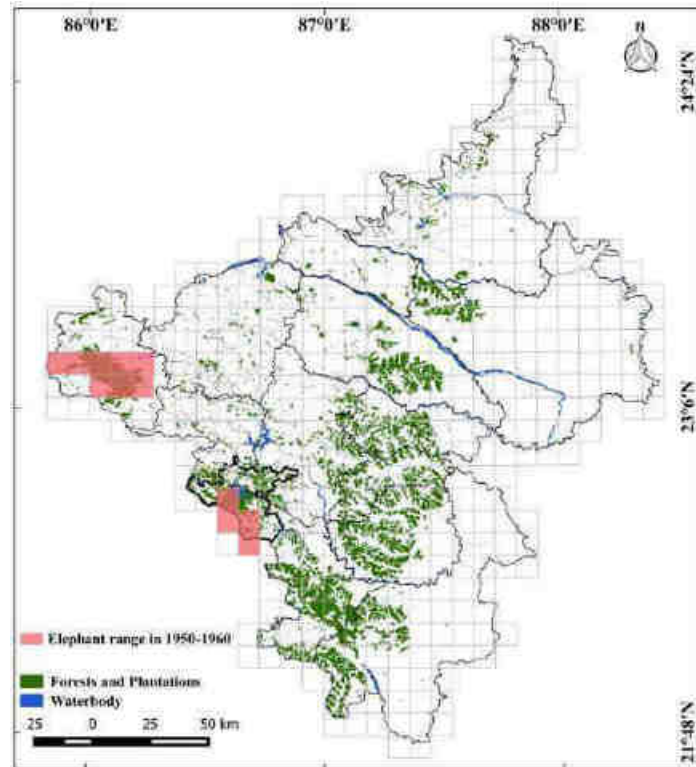 86°0'E 87°0'E 88°0'E
N
24°24'N
23°6'N
21°48'N
Elephant range in 1950-1960
Forests and Plantations
Waterbody
25 0 25 50 km